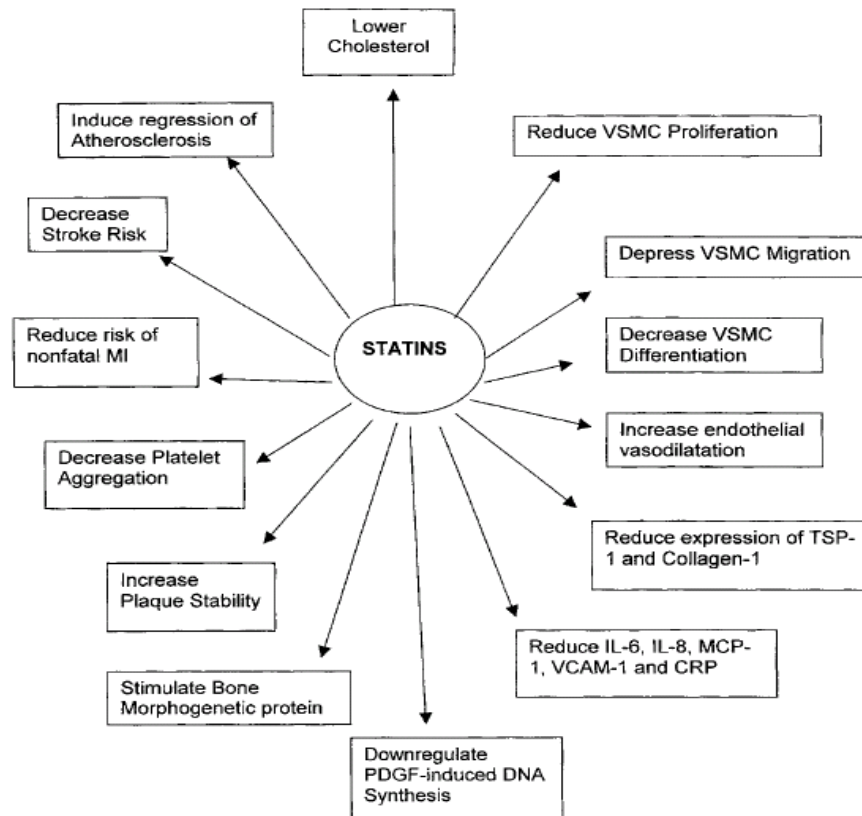 Lower
Cholesterol
Induce regression of
Atherosclerosis
Reduce VSMC Proliferation
Decrease
Stroke Risk
Depress VSMC Migration
STATINS
Reduce risk of
nonfatal MI
Decrease VSMC
Differentiation
Increase endothelial
vasodilatation
Decrease Platelet
Aggregation
Reduce expression of TSP-
1 and Collagen-1
Increase
Plaque Stability
Reduce IL-6, IL-8, MCP-
1, VCAM-1 and CRP
Stimulate Bone
Morphogenetic protein
Downregulate
PDGF-induced DNA
Synthesis